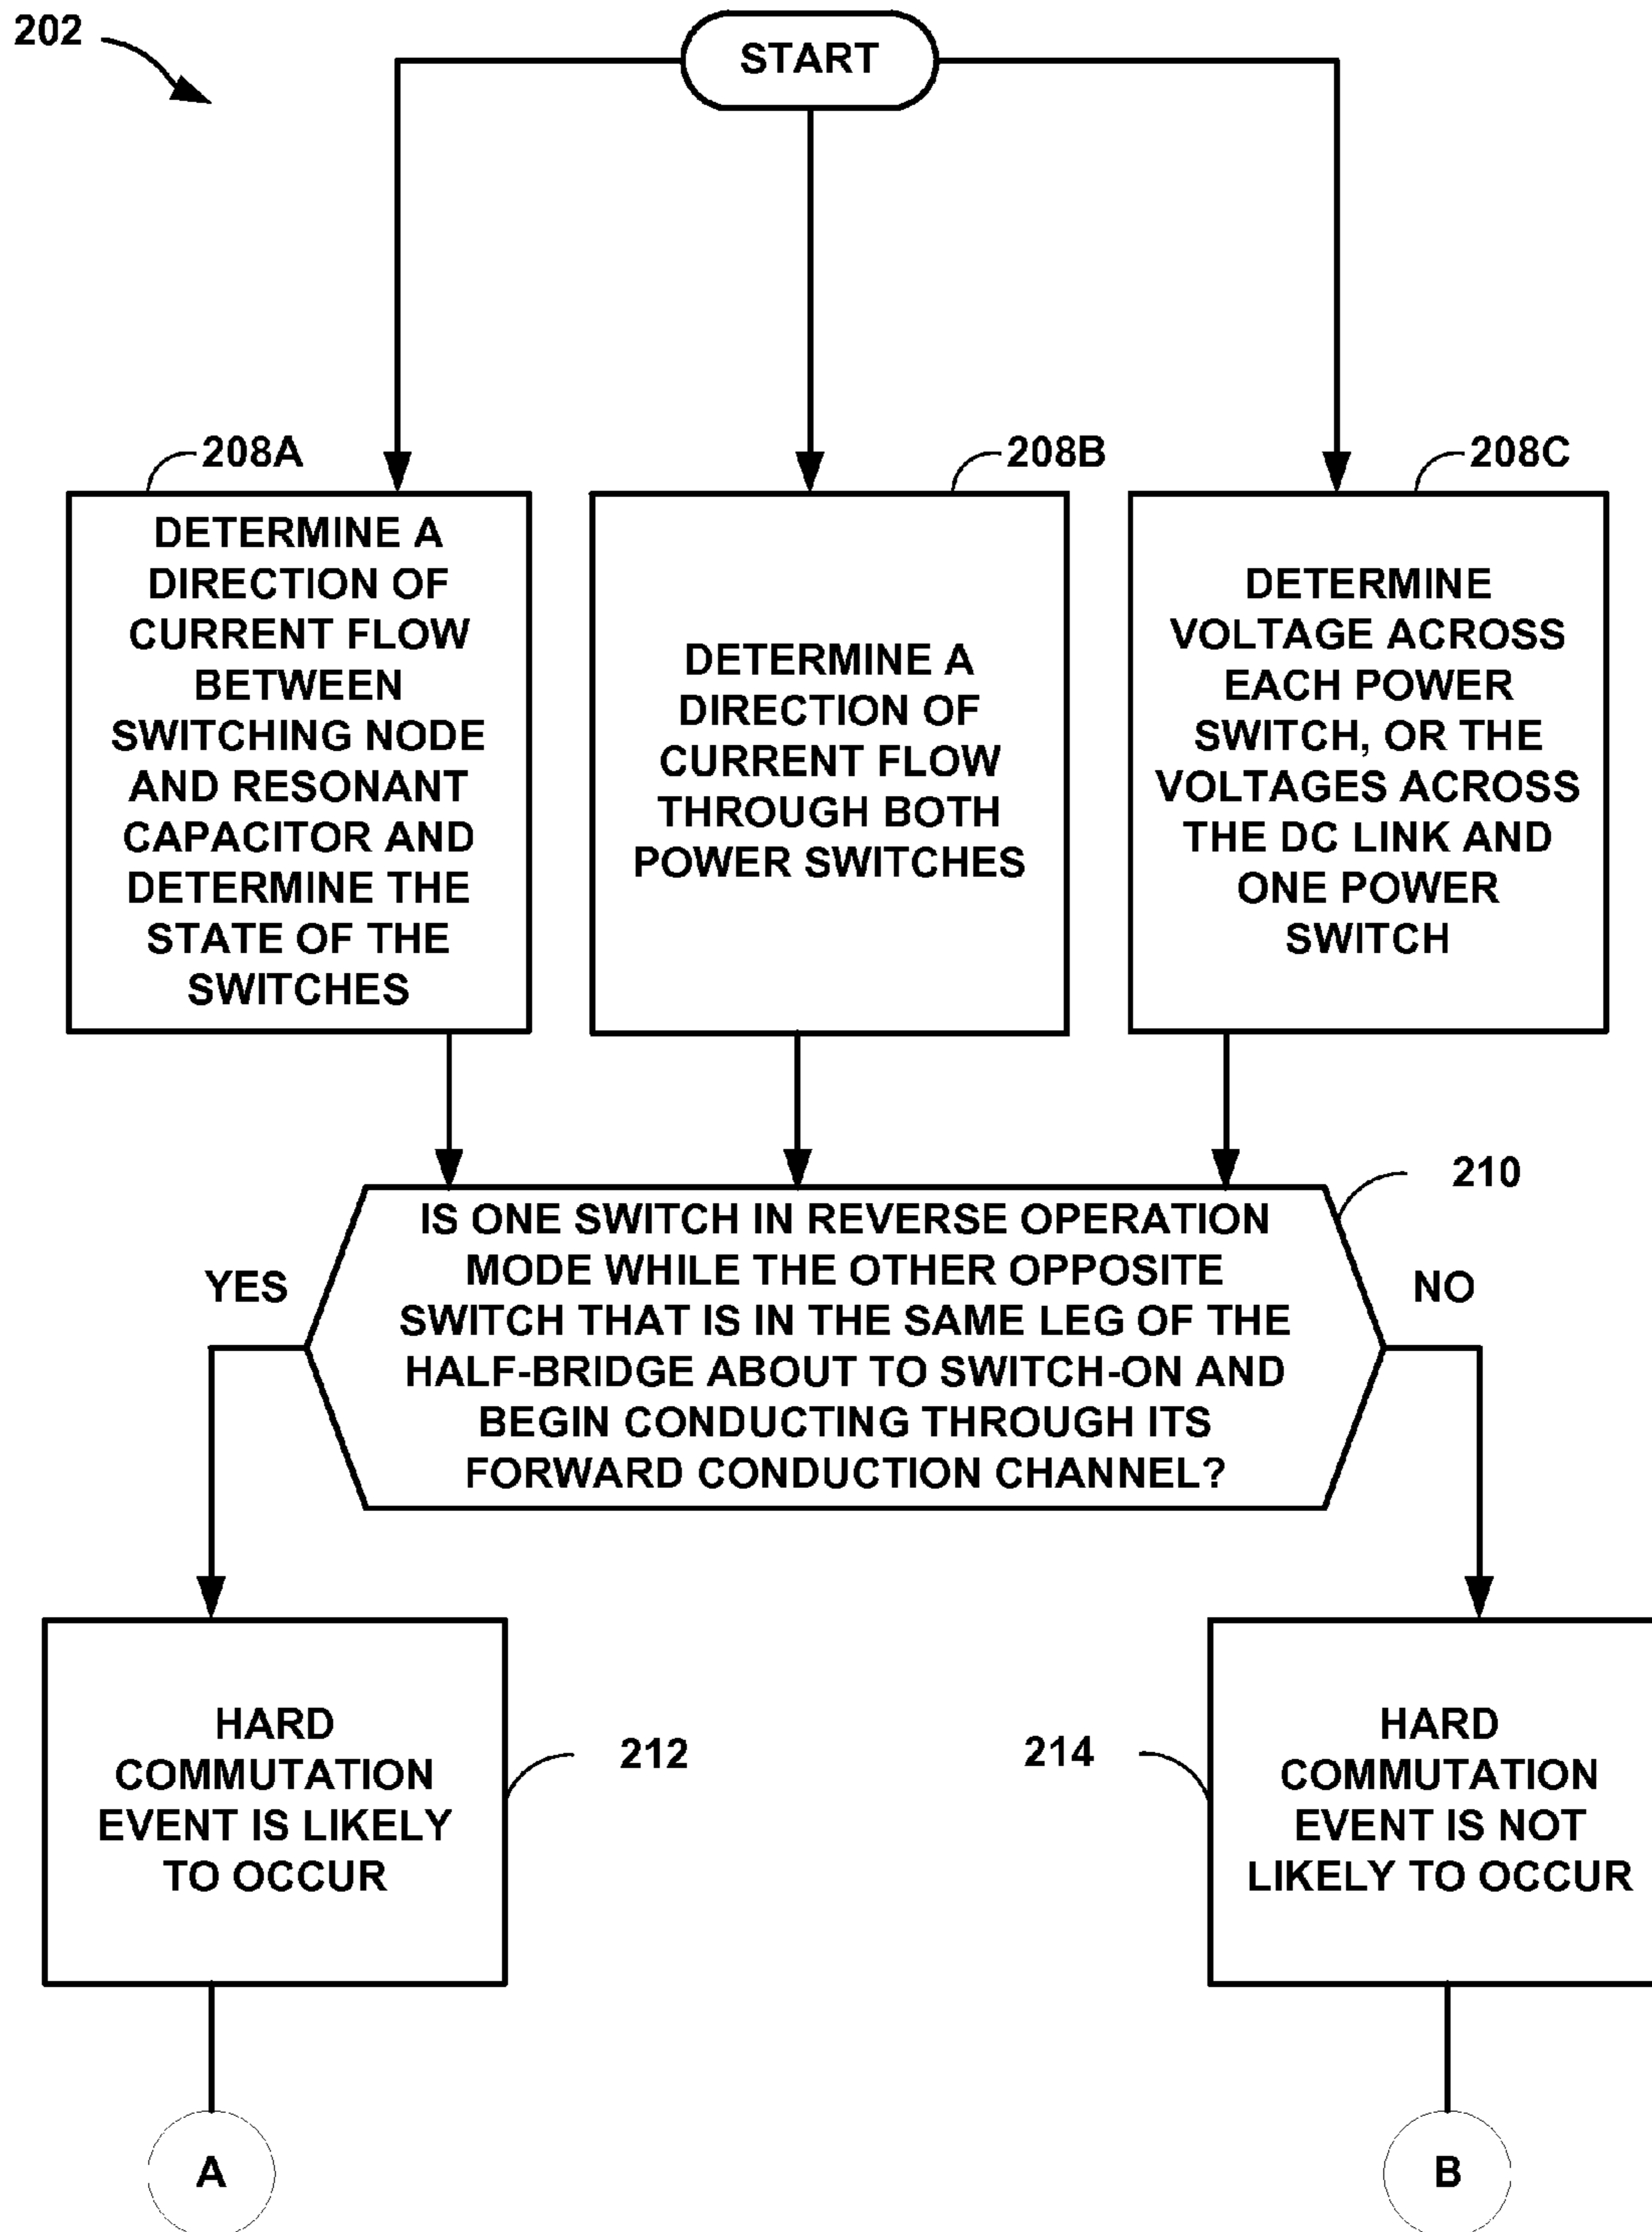 202
START
208A
208B
208C
DETERMINE A
DIRECTION OF
CURRENT FLOW
BETWEEN
SWITCHING NODE
AND RESONANT
CAPACITOR AND
DETERMINE THE
STATE OF THE
SWITCHES
DETERMINE A
DIRECTION OF
CURRENT FLOW
THROUGH BOTH
POWER SWITCHES
DETERMINE
VOLTAGE ACROSS
EACH POWER
SWITCH, OR THE
VOLTAGES ACROSS
THE DC LINK AND
ONE POWER
SWITCH
210
IS ONE SWITCH IN REVERSE OPERATION
MODE WHILE THE OTHER OPPOSITE
SWITCH THAT IS IN THE SAME LEG OF THE
HALF-BRIDGE ABOUT TO SWITCH-ON AND
BEGIN CONDUCTING THROUGH ITS
FORWARD CONDUCTION CHANNEL?
YES
NO
HARD
COMMUTATION
EVENT IS LIKELY
TO OCCUR
212
214
HARD
COMMUTATION
EVENT IS NOT
LIKELY TO OCCUR
A
B